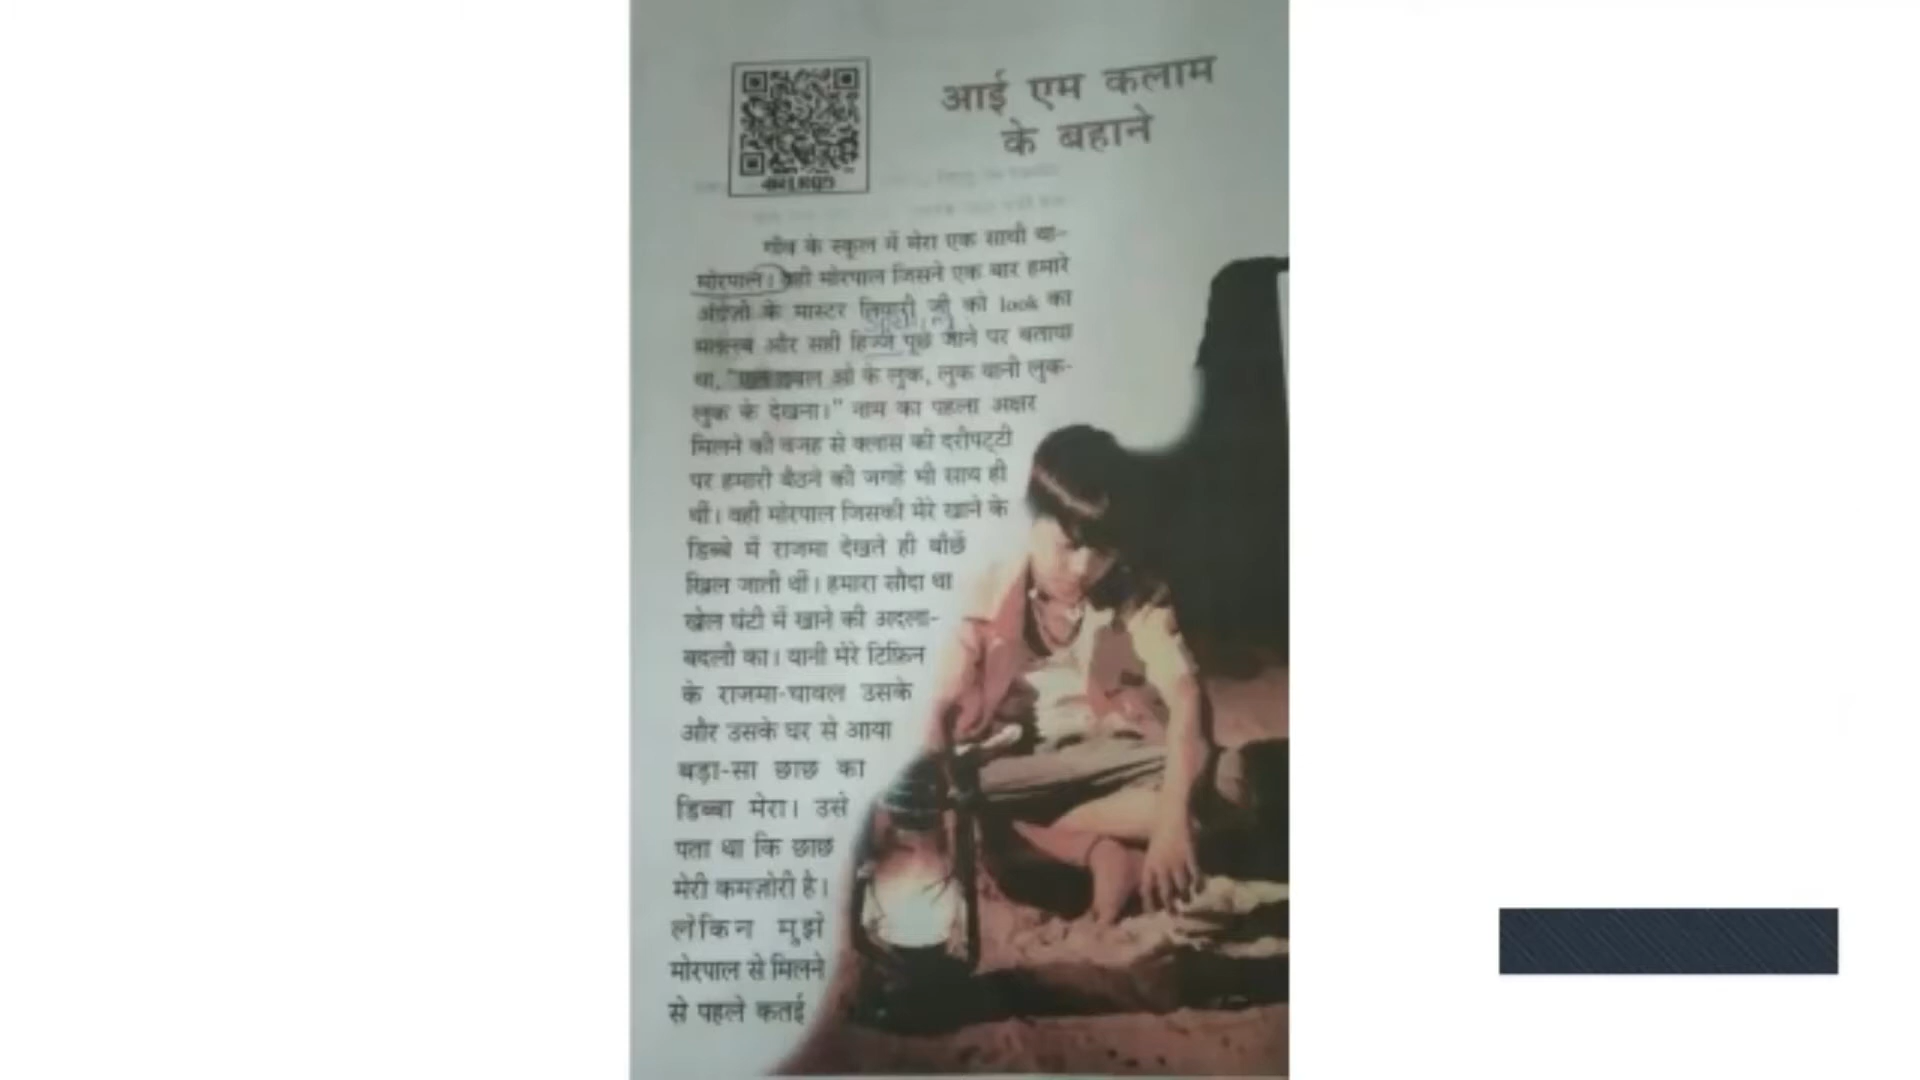 आई एम कलाम
के बहाने
गाँव के स्कूल में मेरा एक साथी था-
मोरपाल। वही मोरपाल जिसने एक बार हमारे
अंग्रेज़ी के मास्टर तिवारी जी को look का
मतलब और सही हिज्जे पूछे जाने पर बताया
था, "एल डबल ओ के लुक, लुक यानी लुक-
लुक के देखना।" नाम का पहला अक्षर
मिलने की वजह से क्लास की दरीपट्टी
पर हमारी बैठने की जगहें भी साथ ही
थीं। वही मोरपाल जिसकी मेरे खाने के
डिब्बे में राजमा देखते ही बाँछें
खिल जाती थीं। हमारा सौदा था
खेल घंटी में खाने की अदला-
बदली का। यानी मेरे टिफ़िन
के राजमा-चावल उसके
और उसके घर से आया
बड़ा-सा छाछ का
डिब्बा मेरा। उसे
पता था कि छाछ
मेरी कमज़ोरी है।
लेकिन मुझे
मोरपाल से मिलने
से पहले कतई